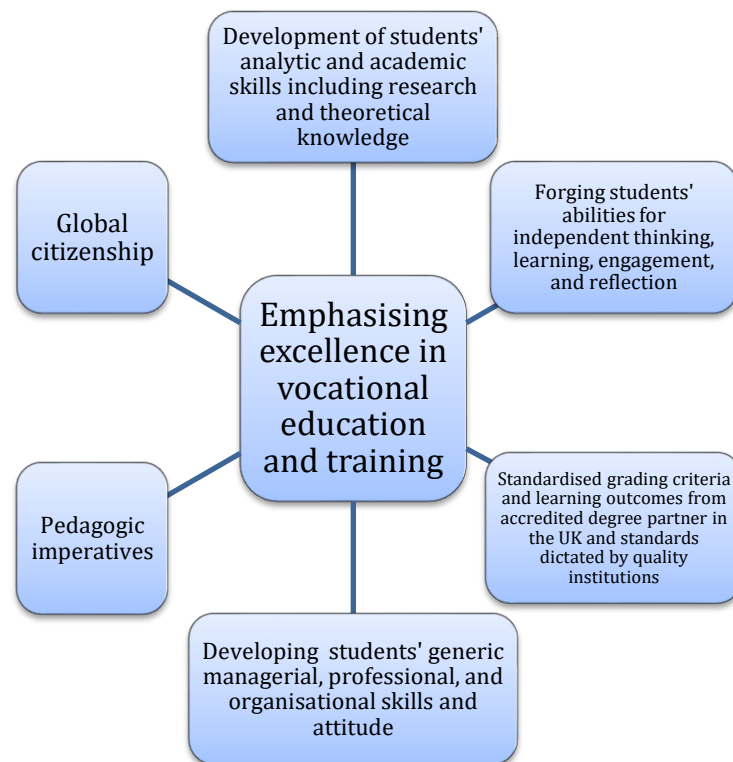 Development of students'
analytic and academic
skills including research
and theoretical
knowledge
Forging students'
abilities for
independent thinking,
learning, engagement,
and reflection
Global
citizenship
Emphasising
excellence in
vocational
education
and training
Standardised grading criteria
and learning outcomes from
accredited degree partner in
the UK and standards
dictated by quality
institutions
Pedagogic
imperatives
Developing  students' generic
managerial, professional, and
organisational skills and
attitude